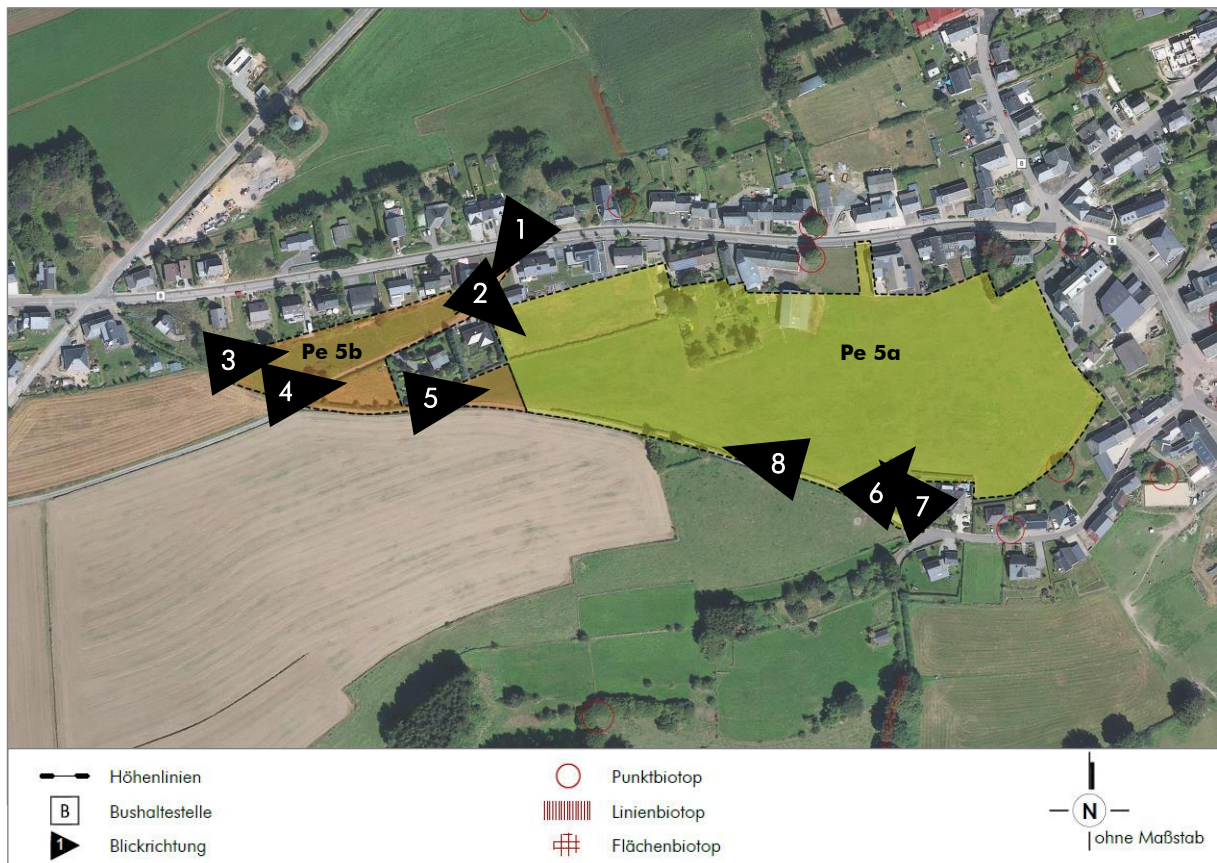 B
1
B
2
3
Pe 5b
Pe 5a
B
4
5
8
6
7
Höhenlinien
Punktbiotop
B
Bushaltestelle
Linienbiotop
N
1
Blickrichtung
Flächenbiotop
ohne Maßstab